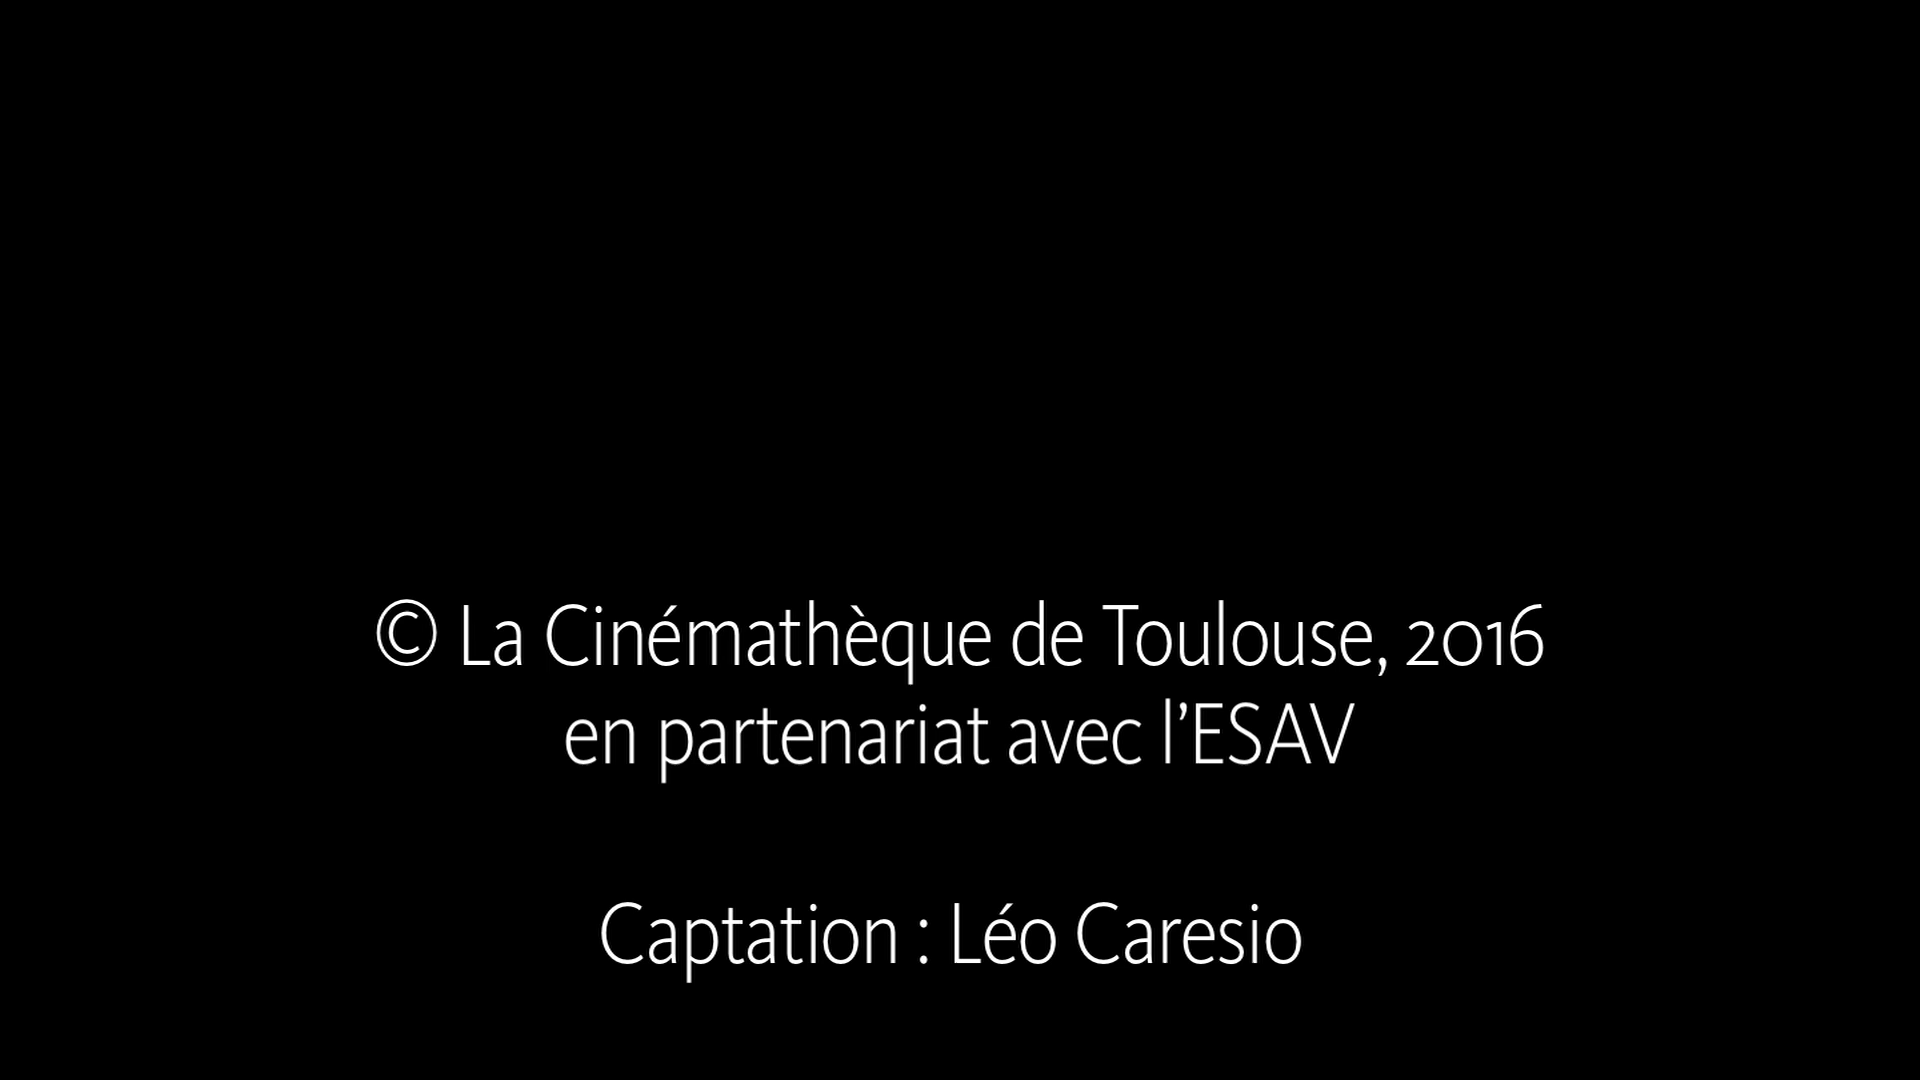 © La Cinémathèque de Toulouse, 2016
en partenariat avec l’ESAV
Captation : Léo Caresio